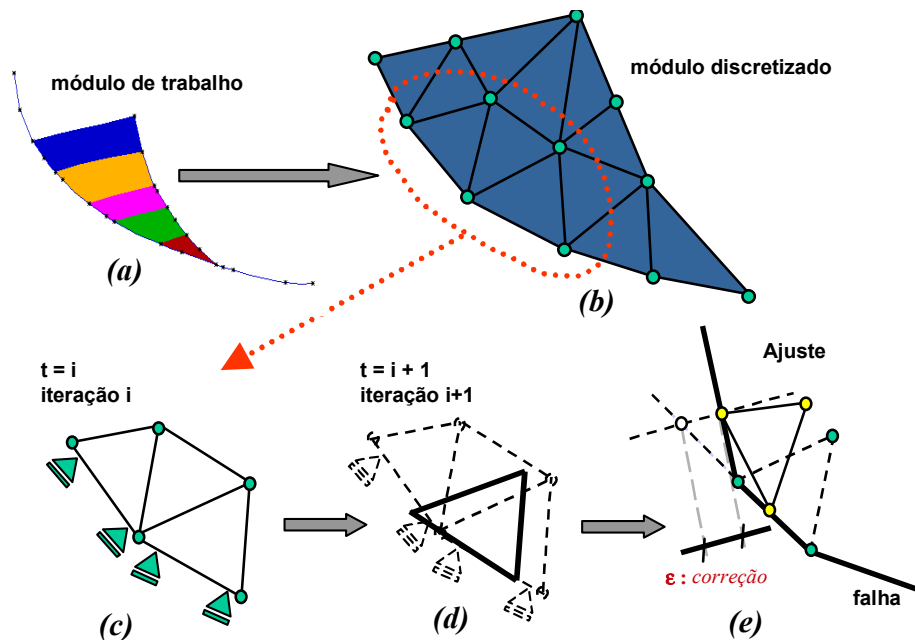 módulo de trabalho
módulo discretizado
(a)
(b)
t = i
iteração i
t = i + 1
iteração i+1
Ajuste
ε : correção
falha
(c)
(d)
(e)